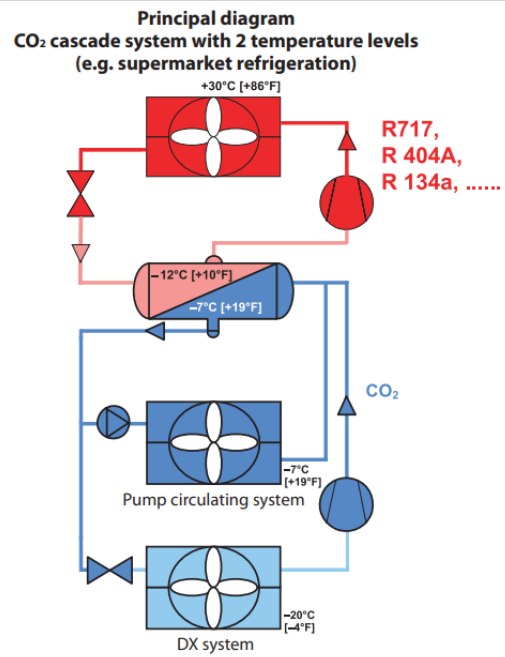 Principal diagram
CO₂ cascade system with 2 temperature levels
(e.g. supermarket refrigeration)
+30°C [+86°F]
R717,
R 404A,
R 134a, ......
–12°C [+10°F]
–7°C [+19°F]
CO₂
–7°C
[+19°F]
Pump circulating system
–20°C
[–4°F]
DX system